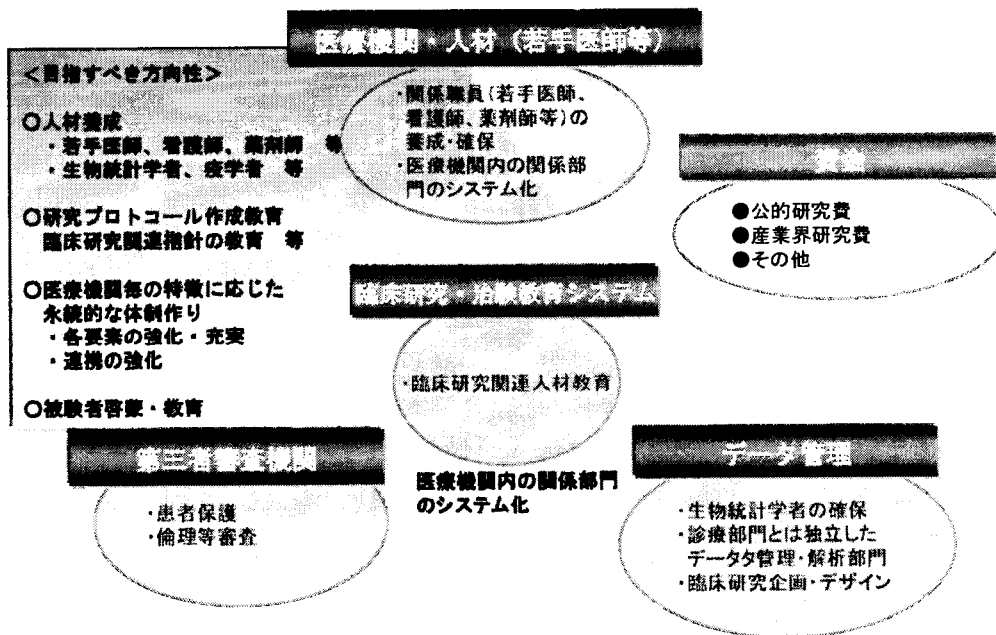 医療機関・人材（若手医師等）
＜目指すべき方向性＞
○人材養成
・若手医師、看護師、薬剤師　等
・生物統計学者、疫学者　等
○研究プロトコール作成教育
臨床研究関連指針の教育　等
○医療機関毎の特徴に応じた
永続的な体制作り
・各要素の強化・充実
・連携の強化
○被験者啓蒙・教育
・関係職員（若手医師、
看護師、薬剤師等）の
養成・確保
・医療機関内の関係部
門のシステム化
●公的研究費
●産業界研究費
●その他
臨床研究・治験教育システム
・臨床研究関連人材教育
医療機関内の関係部門
のシステム化
第三者審査機関
・患者保護
・倫理等審査
データ管理
・生物統計学者の確保
・診療部門とは独立した
データタ管理・解析部門
・臨床研究企画・デザイン